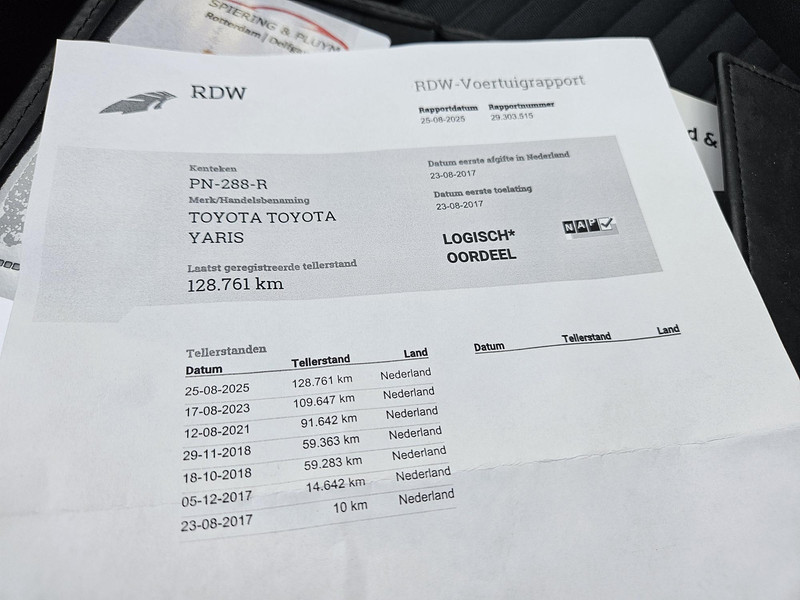 SPIERING & PLUYM
Rotterdam | Delfgauw
RDW
RDW-Voertuigrapport
Rapportdatum Rapportnummer
25-08-2025 29.303.515
d &
Kenteken
PN-288-R
Merk/Handelsbenaming
TOYOTA TOYOTA
YARIS
Laatst geregistreerde tellerstand
128.761 km
Datum eerste afgifte in Nederland
23-08-2017
Datum eerste toelating
23-08-2017
LOGISCH*
OORDEEL
NAP
Tellerstanden
Datum Tellerstand Land
25-08-2025 128.761 km Nederland
17-08-2023 109.647 km Nederland
12-08-2021 91.642 km Nederland
29-11-2018 59.363 km Nederland
18-10-2018 59.283 km Nederland
05-12-2017 14.642 km Nederland
23-08-2017 10 km Nederland
Datum Tellerstand Land